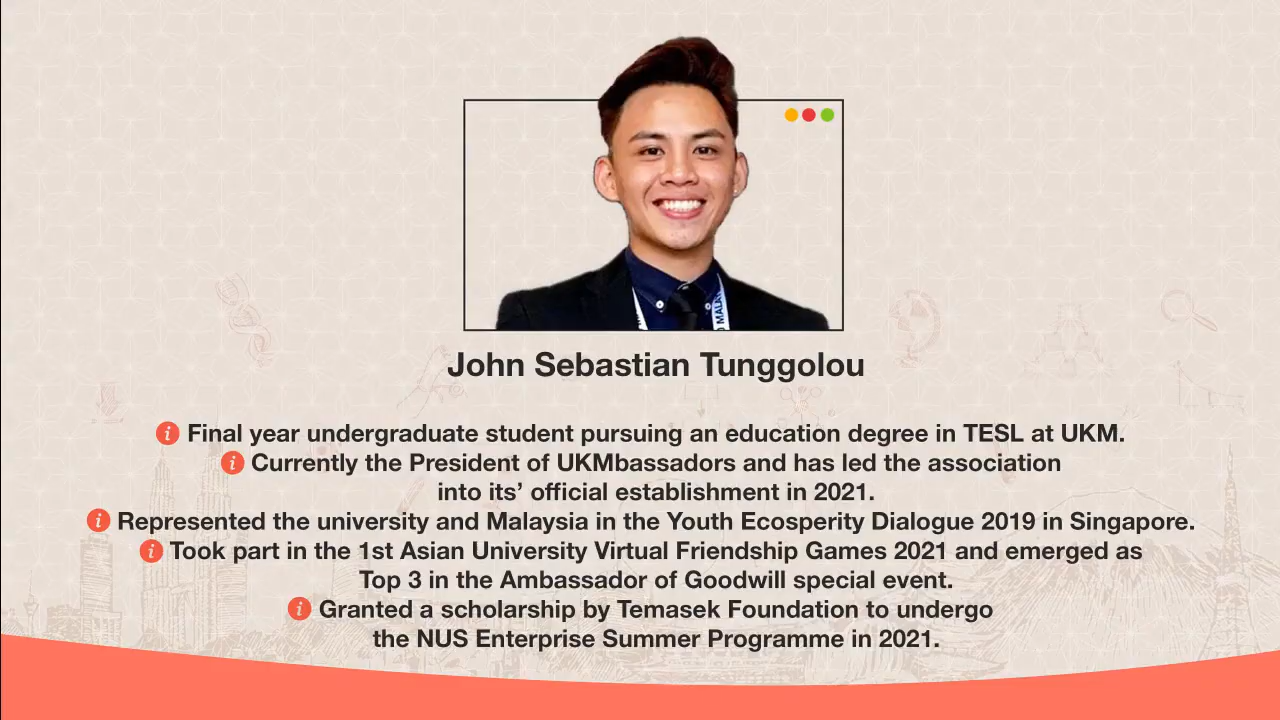 John Sebastian Tunggolou
Final year undergraduate student pursuing an education degree in TESL at UKM.
Currently the President of UKMbassadors and has led the association
into its’ official establishment in 2021.
Represented the university and Malaysia in the Youth Ecosperity Dialogue 2019 in Singapore.
Took part in the 1st Asian University Virtual Friendship Games 2021 and emerged as
Top 3 in the Ambassador of Goodwill special event.
Granted a scholarship by Temasek Foundation to undergo
the NUS Enterprise Summer Programme in 2021.